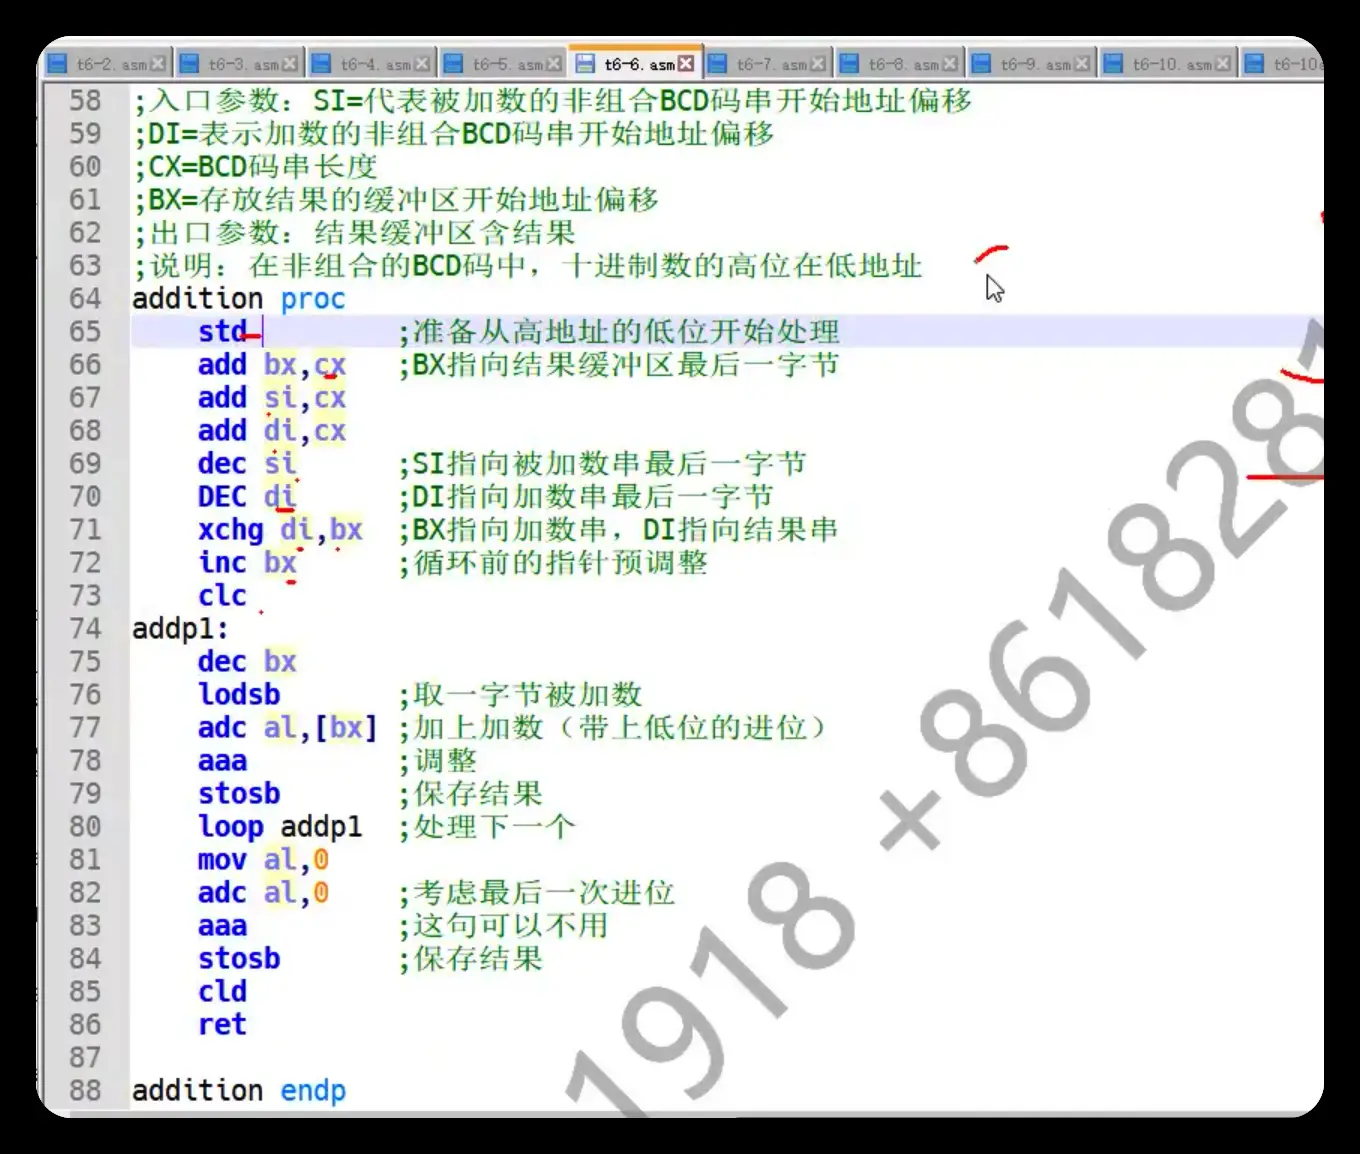 t6-2. asm t6-3. asm t6-4. asm t6-5. asm t6-6. asm t6-7. asm t6-8. asm t6-9. asm t6-10. asm t6-10
58 ;入口参数：SI=代表被加数的非组合BCD码串开始地址偏移
59 ;DI=表示加数的非组合BCD码串开始地址偏移
60 ;CX=BCD码串长度
61 ;BX=存放结果的缓冲区开始地址偏移
62 ;出口参数：结果缓冲区含结果
63 ;说明：在非组合的BCD码中，十进制数的高位在低地址
64 addition proc
65 std ;准备从高地址的低位开始处理
66 add bx,cx ;BX指向结果缓冲区最后一字节
67 add si,cx
68 add di,cx
69 dec si ;SI指向被加数串最后一字节
70 DEC di ;DI指向加数串最后一字节
71 xchg di,bx ;BX指向加数串，DI指向结果串
72 inc bx ;循环前的指针预调整
73 clc
74 addp1:
75 dec bx
76 lodsb ;取一字节被加数
77 adc al,[bx] ;加上加数（带上低位的进位）
78 aaa ;调整
79 stosb ;保存结果
80 loop addp1 ;处理下一个
81 mov al,0
82 adc al,0 ;考虑最后一次进位
83 aaa ;这句可以不用
84 stosb ;保存结果
85 cld
86 ret
87
88 addition endp
1918 +8618281